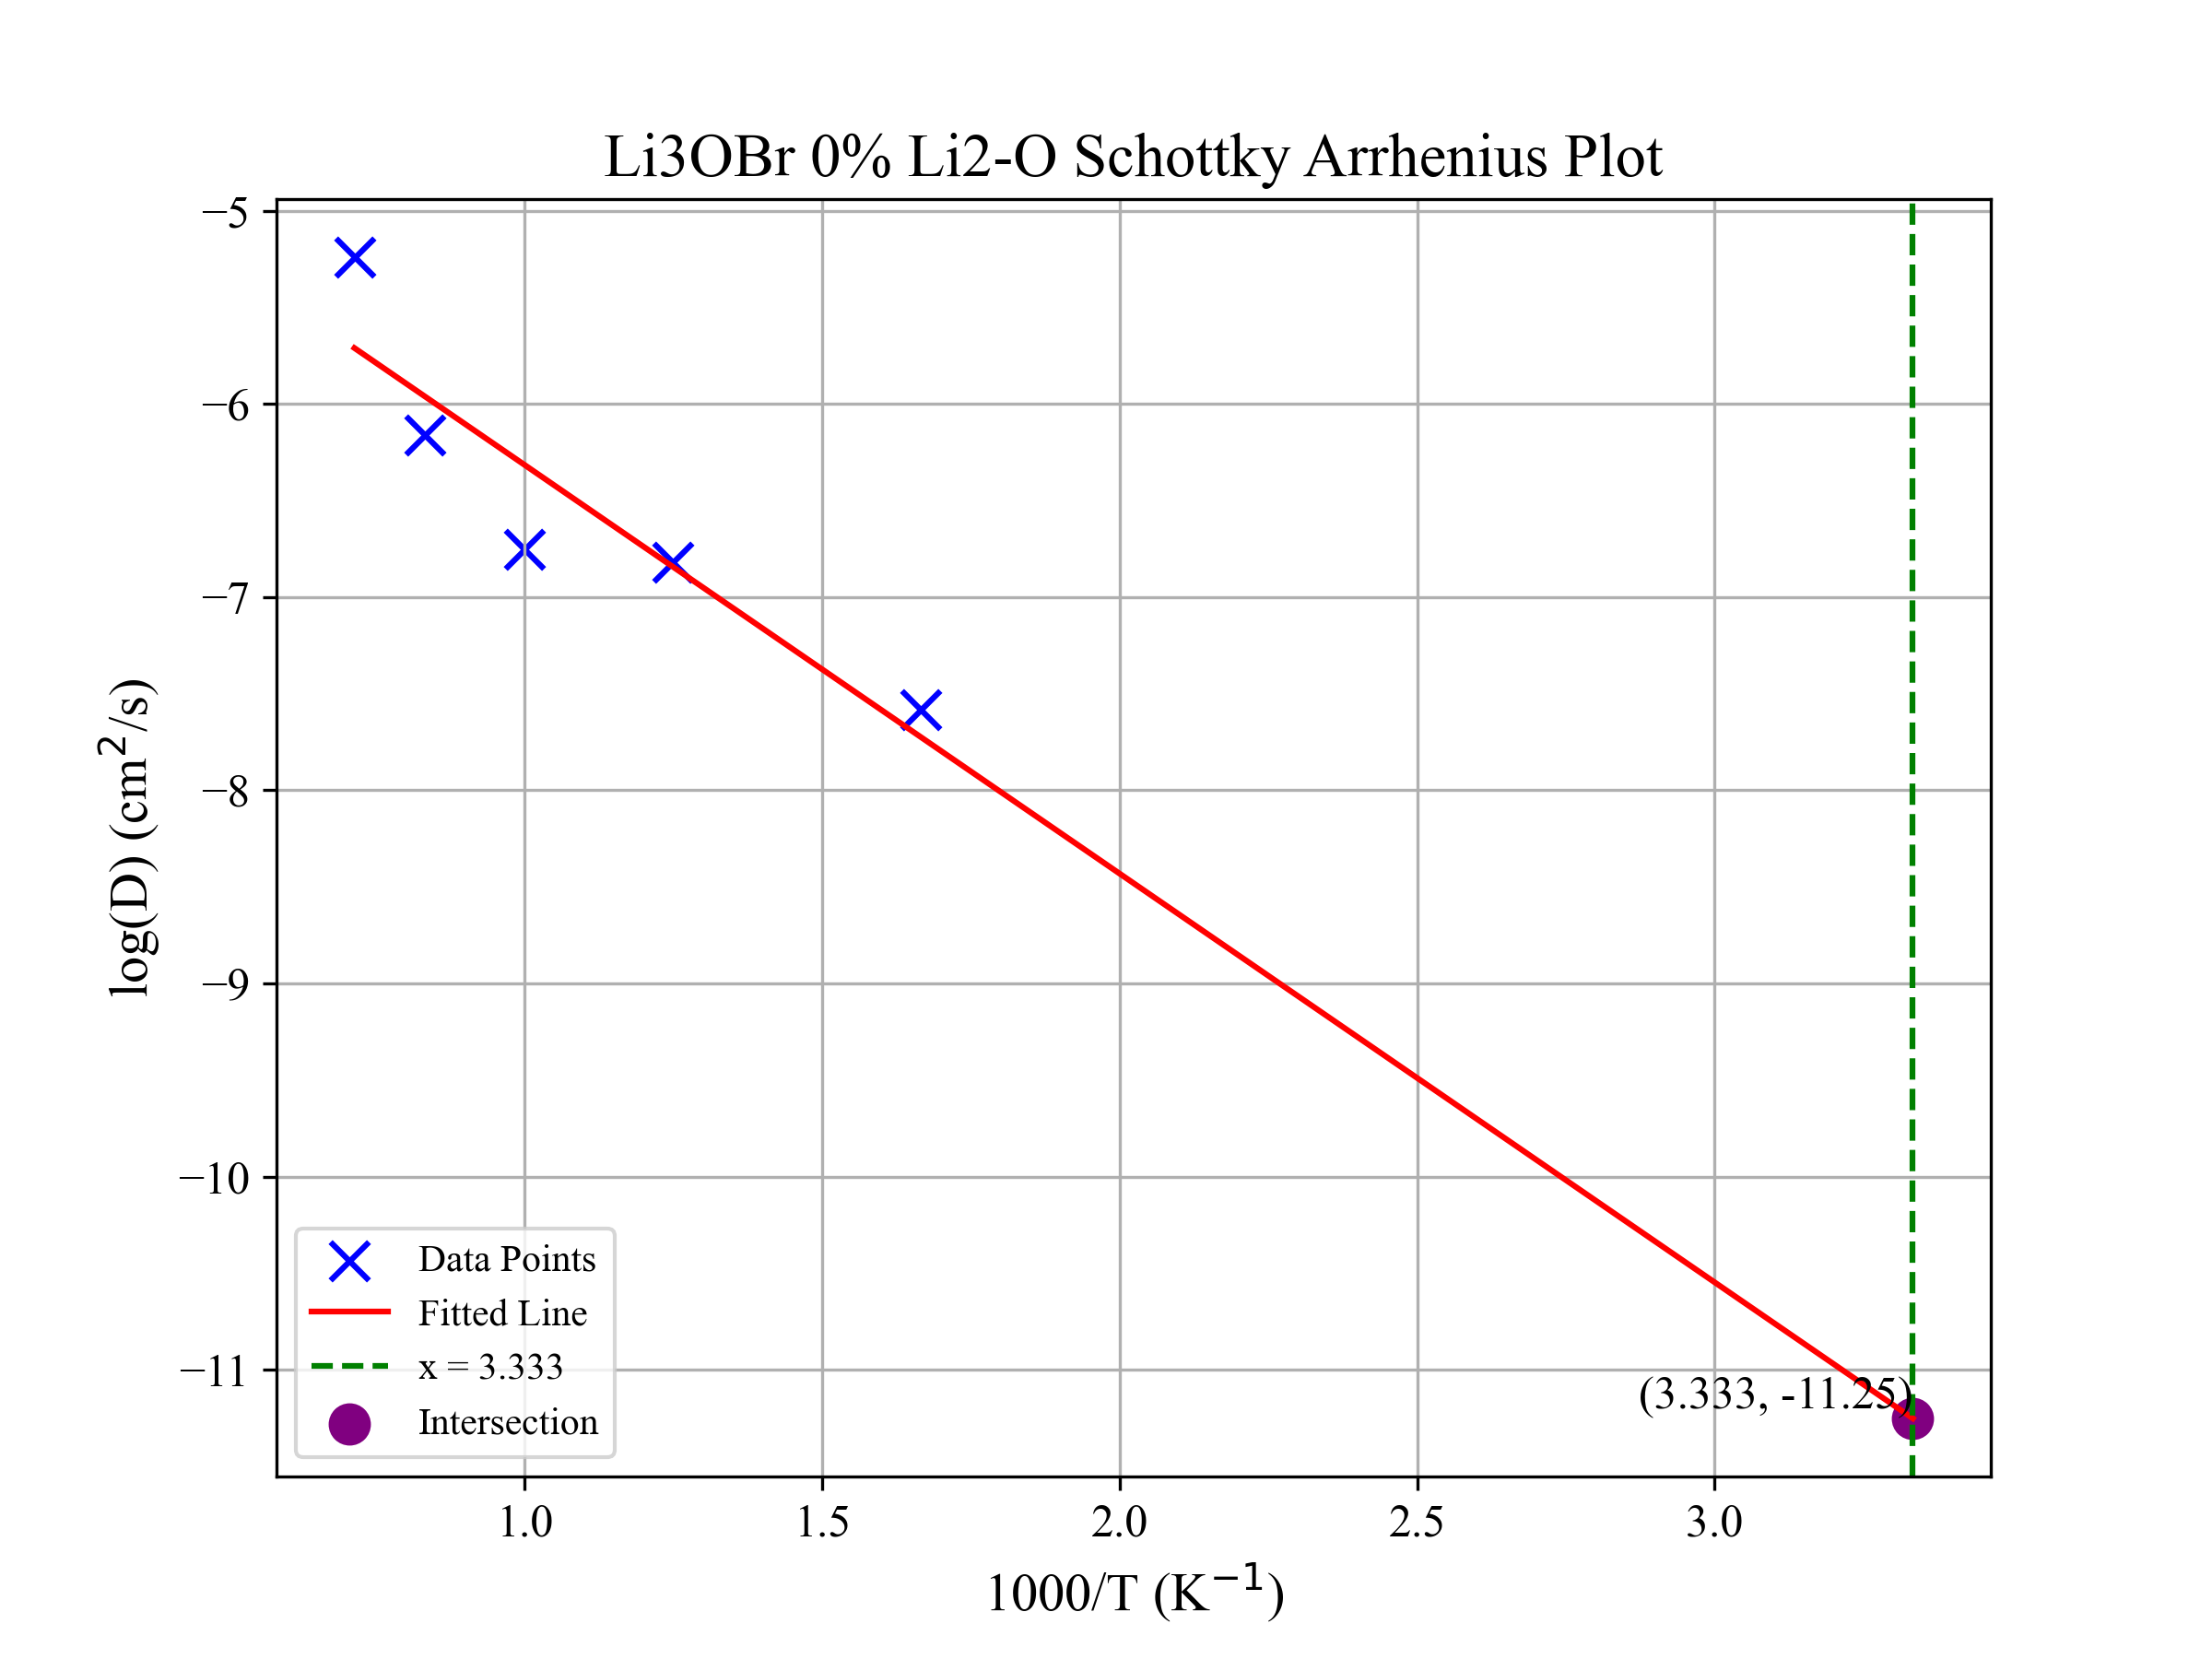 Li3OBr 0% Li2-O Schottky Arrhenius Plot
−5
−6
−7
−8
−9
−10
−11
log(D) (cm²/s)
(3.333, -11.25)
Data Points
Fitted Line
x = 3.333
Intersection
1.0 1.5 2.0 2.5 3.0
1000/T (K⁻¹)